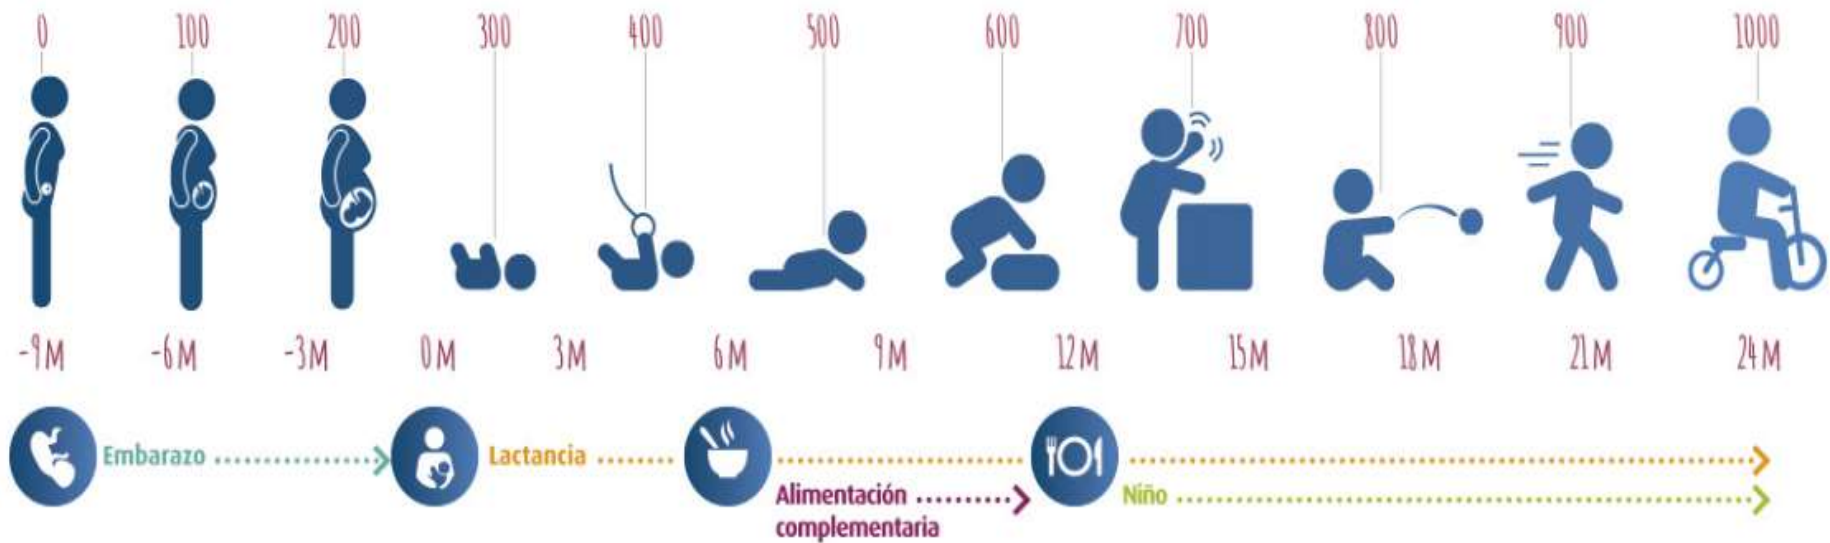 0 100 200 300 400 500 600 700 800 900 1000
-9M -6M -3M 0M 3M 6M 9M 12M 15M 18M 21M 24M
Embarazo Lactancia
Alimentación Niño
complementaria